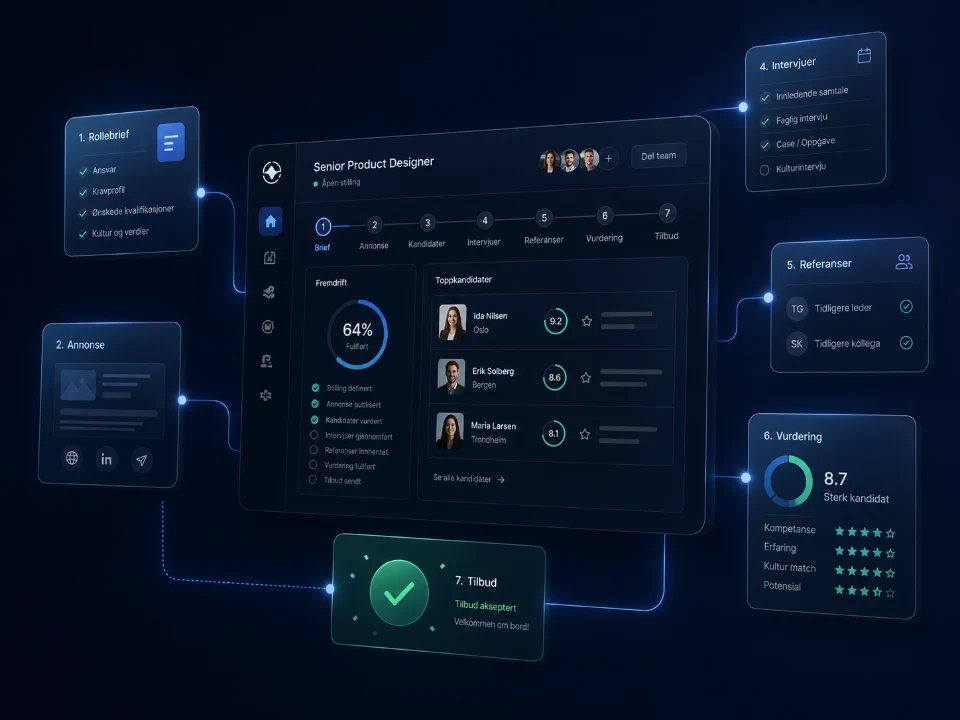 1. Rollebrief
Ansvar
Kravprofil
Ønskede kvalifikasjoner
Kultur og verdier
2. Annonse
in
Senior Product Designer
Åpen stilling
+
Del team
1
2
3
4
5
6
7
Brief
Annonse
Kandidater
Intervjuer
Referanser
Vurdering
Tilbud
Fremdrift
64%
Fullført
Stilling definert
Annonse publisert
Kandidater vurdert
Intervjuer gjennomført
Referanser innhentet
Vurdering fullført
Tilbud sendt
Toppkandidater
Ida Nilsen
Oslo
9.2
Erik Solberg
Bergen
8.6
Maria Larsen
Trondheim
8.1
Se alle kandidater →
4. Intervjuer
Innledende samtale
Faglig intervju
Case / Oppgave
Kulturintervju
5. Referanser
TG Tidligere leder
SK Tidligere kollega
6. Vurdering
8.7
Sterk kandidat
Kompetanse
Erfaring
Kultur match
Potensial
7. Tilbud
Tilbud akseptert
Velkommen om bord!